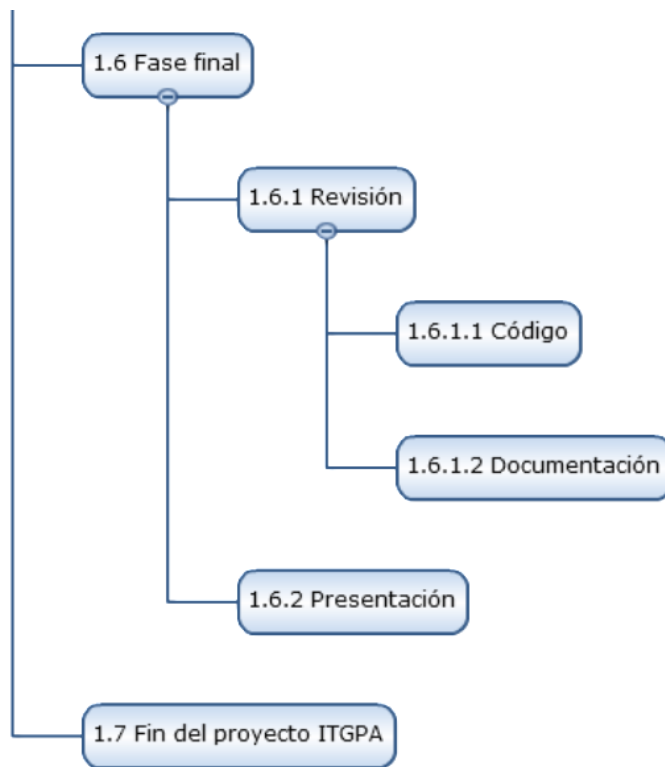 1.6 Fase final
1.6.1 Revisión
1.6.1.1 Código
1.6.1.2 Documentación
1.6.2 Presentación
1.7 Fin del proyecto ITGPA